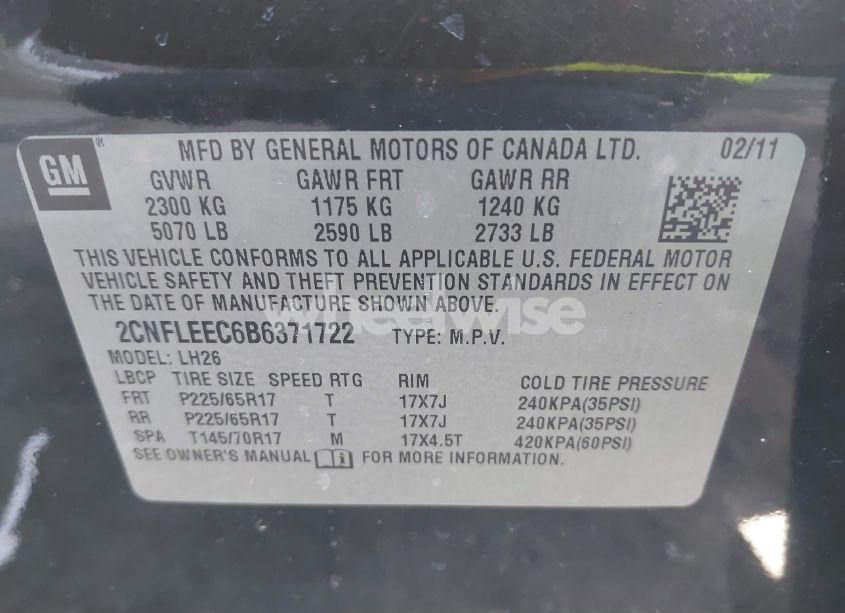 GM ® MFD BY GENERAL MOTORS OF CANADA LTD. 02/11
GVWR GAWR FRT GAWR RR
2300 KG 1175 KG 1240 KG
5070 LB 2590 LB 2733 LB
THIS VEHICLE CONFORMS TO ALL APPLICABLE U.S. FEDERAL MOTOR
VEHICLE SAFETY AND THEFT PREVENTION STANDARDS IN EFFECT ON
THE DATE OF MANUFACTURE SHOWN ABOVE.
wheelwise
2CNFLEEC6B6371722 TYPE: M.P.V.
MODEL: LH26
LBCP TIRE SIZE SPEED RTG RIM COLD TIRE PRESSURE
FRT P225/65R17 T 17X7J 240KPA(35PSI)
RR P225/65R17 T 17X7J 240KPA(35PSI)
SPA T145/70R17 M 17X4.5T 420KPA(60PSI)
SEE OWNER'S MANUAL i FOR MORE INFORMATION.